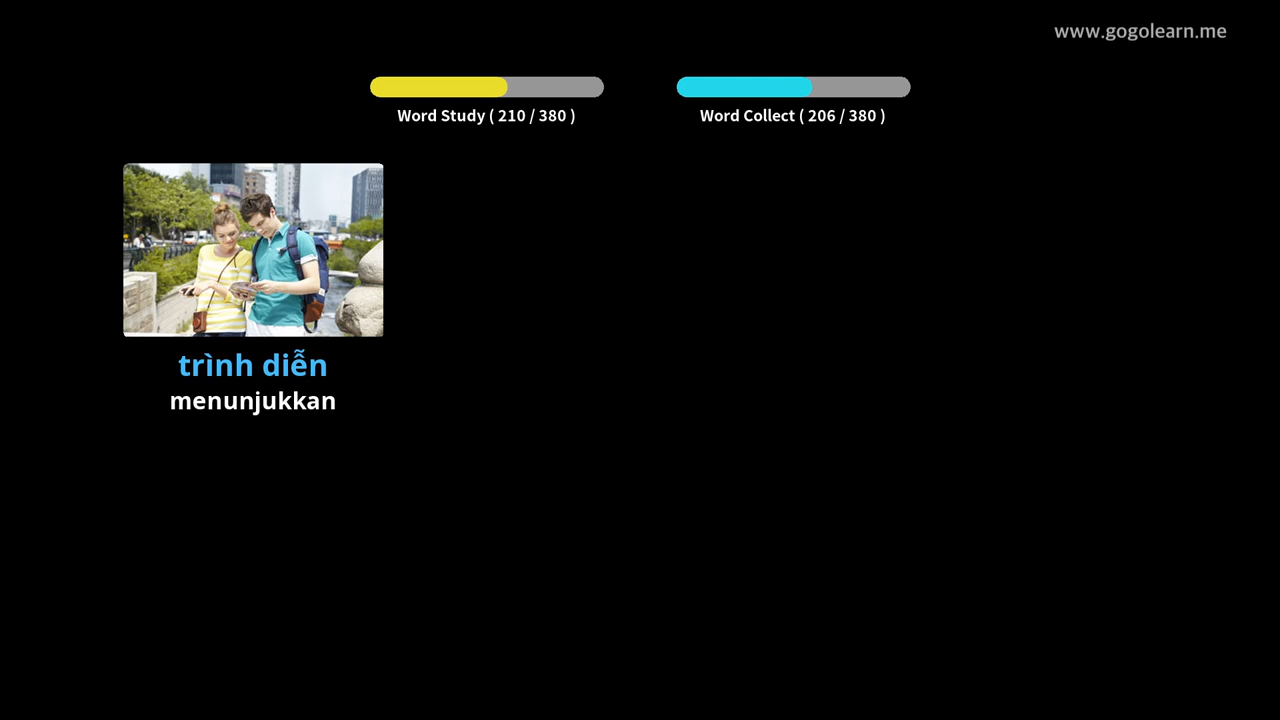 www.gogolearn.me
Word Study ( 210 / 380 )
Word Collect ( 206 / 380 )
trình diễn
menunjukkan